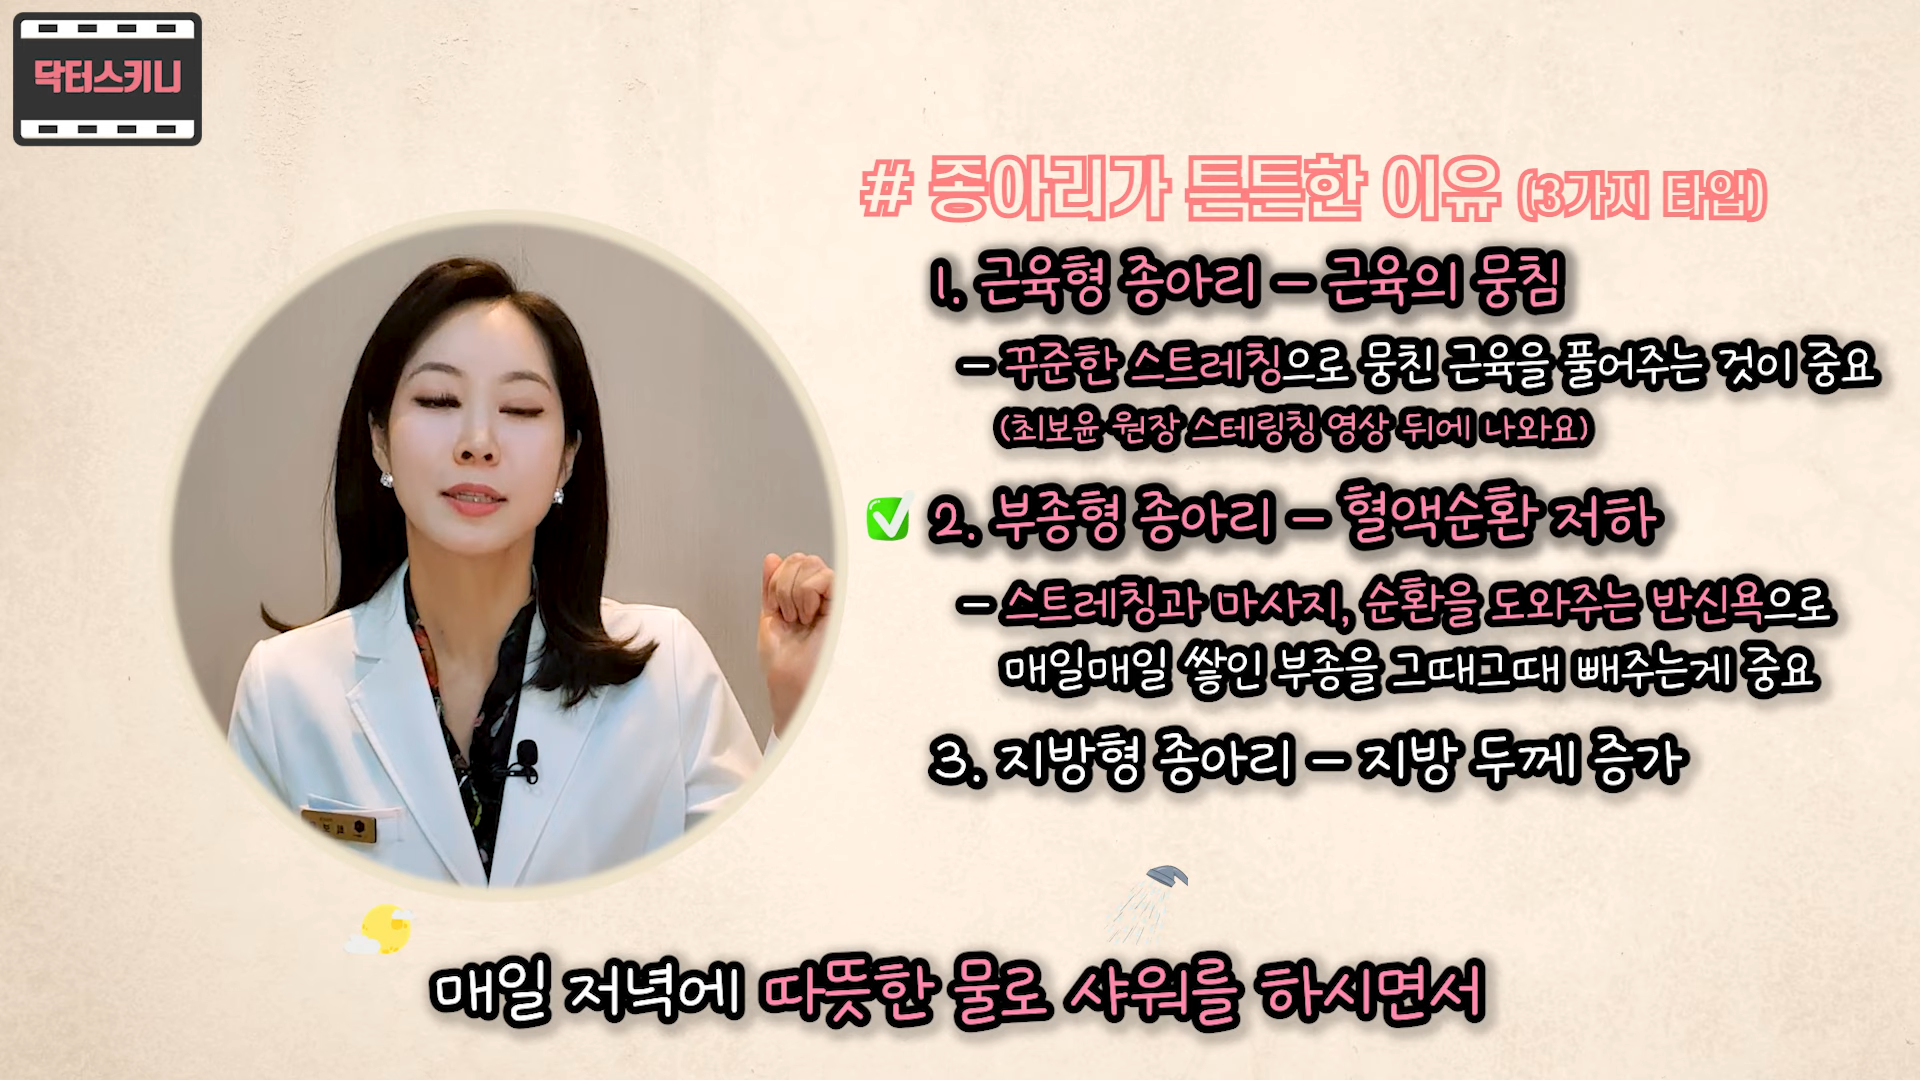 닥터스키니
# 종아리가 튼튼한 이유 (3가지 타입)
1. 근육형 종아리 – 근육의 뭉침
– 꾸준한 스트레칭으로 뭉친 근육을 풀어주는 것이 중요
(최보윤 원장 스테링칭 영상 뒤에 나와요)
2. 부종형 종아리 – 혈액순환 저하
– 스트레칭과 마사지, 순환을 도와주는 반신욕으로
매일매일 쌓인 부종을 그때그때 빼주는게 중요
3. 지방형 종아리 – 지방 두께 증가
매일 저녁에 따뜻한 물로 샤워를 하시면서